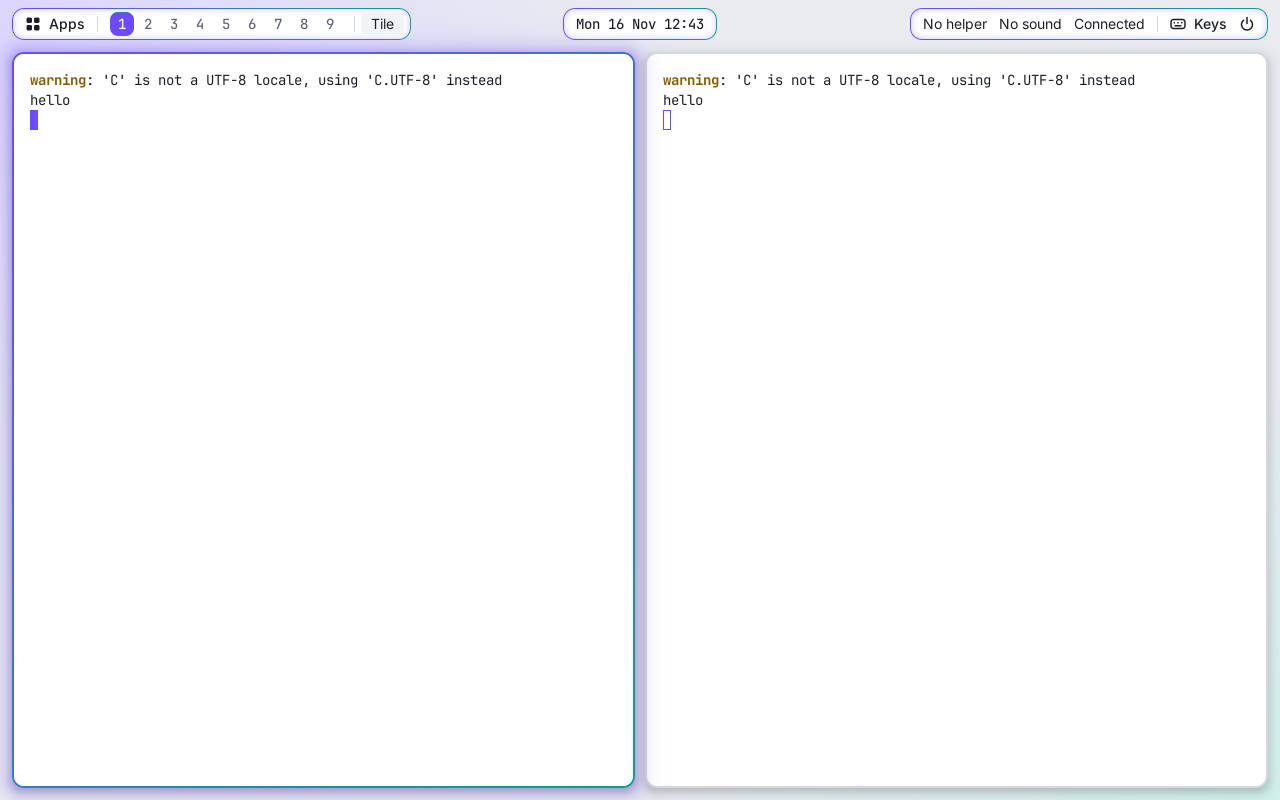 Apps 1 2 3 4 5 6 7 8 9 Tile
Mon 16 Nov 12:43
No helper No sound Connected Keys
warning: 'C' is not a UTF-8 locale, using 'C.UTF-8' instead
hello
warning: 'C' is not a UTF-8 locale, using 'C.UTF-8' instead
hello